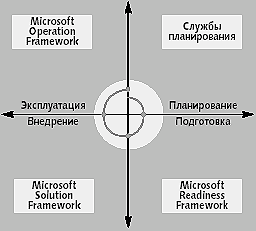 Microsoft
Operation
Framework
Службы
планирования
Эксплуатация
Планирование
Внедрение
Подготовка
Microsoft
Solution
Framework
Microsoft
Readiness
Framework